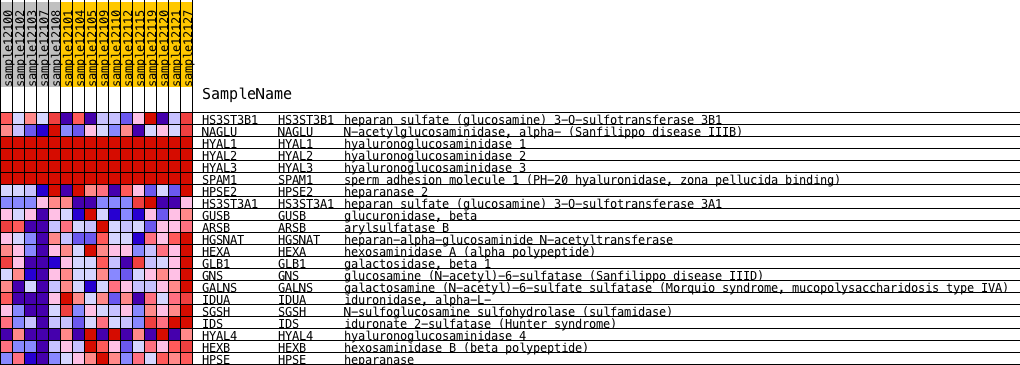 sample12100
sample12102
sample12103
sample12107
sample12108
sample12101
sample12104
sample12105
sample12109
sample12110
sample12112
sample12115
sample12119
sample12120
sample12121
sample12127
SampleName
HS3ST3B1 HS3ST3B1 heparan sulfate (glucosamine) 3-O-sulfotransferase 3B1
NAGLU NAGLU N-acetylglucosaminidase, alpha- (Sanfilippo disease IIIB)
HYAL1 HYAL1 hyaluronoglucosaminidase 1
HYAL2 HYAL2 hyaluronoglucosaminidase 2
HYAL3 HYAL3 hyaluronoglucosaminidase 3
SPAM1 SPAM1 sperm adhesion molecule 1 (PH-20 hyaluronidase, zona pellucida binding)
HPSE2 HPSE2 heparanase 2
HS3ST3A1 HS3ST3A1 heparan sulfate (glucosamine) 3-O-sulfotransferase 3A1
GUSB GUSB glucuronidase, beta
ARSB ARSB arylsulfatase B
HGSNAT HGSNAT heparan-alpha-glucosaminide N-acetyltransferase
HEXA HEXA hexosaminidase A (alpha polypeptide)
GLB1 GLB1 galactosidase, beta 1
GNS GNS glucosamine (N-acetyl)-6-sulfatase (Sanfilippo disease IIID)
GALNS GALNS galactosamine (N-acetyl)-6-sulfate sulfatase (Morquio syndrome, mucopolysaccharidosis type IVA)
IDUA IDUA iduronidase, alpha-L-
SGSH SGSH N-sulfoglucosamine sulfohydrolase (sulfamidase)
IDS IDS iduronate 2-sulfatase (Hunter syndrome)
HYAL4 HYAL4 hyaluronoglucosaminidase 4
HEXB HEXB hexosaminidase B (beta polypeptide)
HPSE HPSE heparanase